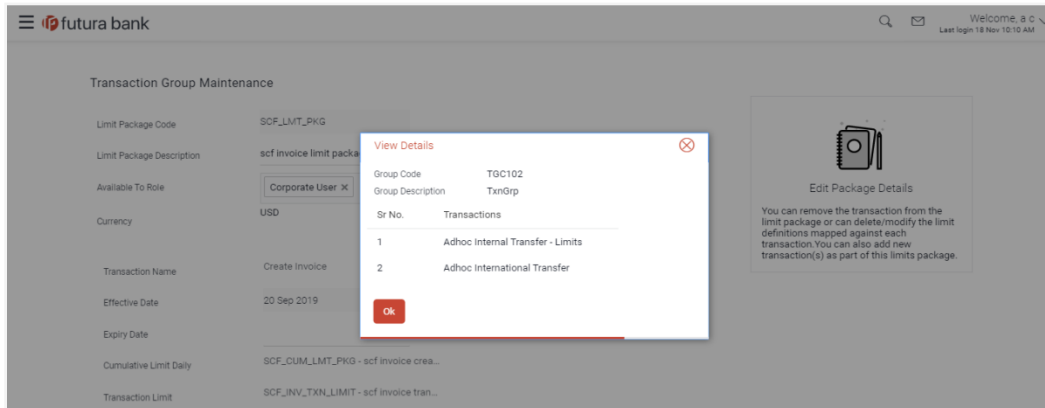 futura bank
Welcome, a c
Last login 18 Nov 10:10 AM
Transaction Group Maintenance
Limit Package Code SCF_LMT_PKG
Limit Package Description scf invoice limit packa
Available To Role Corporate User ×
Currency USD
Transaction Name Create Invoice
Effective Date 20 Sep 2019
Expiry Date
Cumulative Limit Daily SCF_CUM_LMT_PKG - scf invoice crea...
Transaction Limit SCF_INV_TXN_LIMIT - scf invoice tran...
View Details
Group Code TGC102
Group Description TxnGrp
Sr No. Transactions
1 Adhoc Internal Transfer - Limits
2 Adhoc International Transfer
Ok
Edit Package Details
You can remove the transaction from the
limit package or can delete/modify the limit
definitions mapped against each
transaction.You can also add new
transaction(s) as part of this limits package.